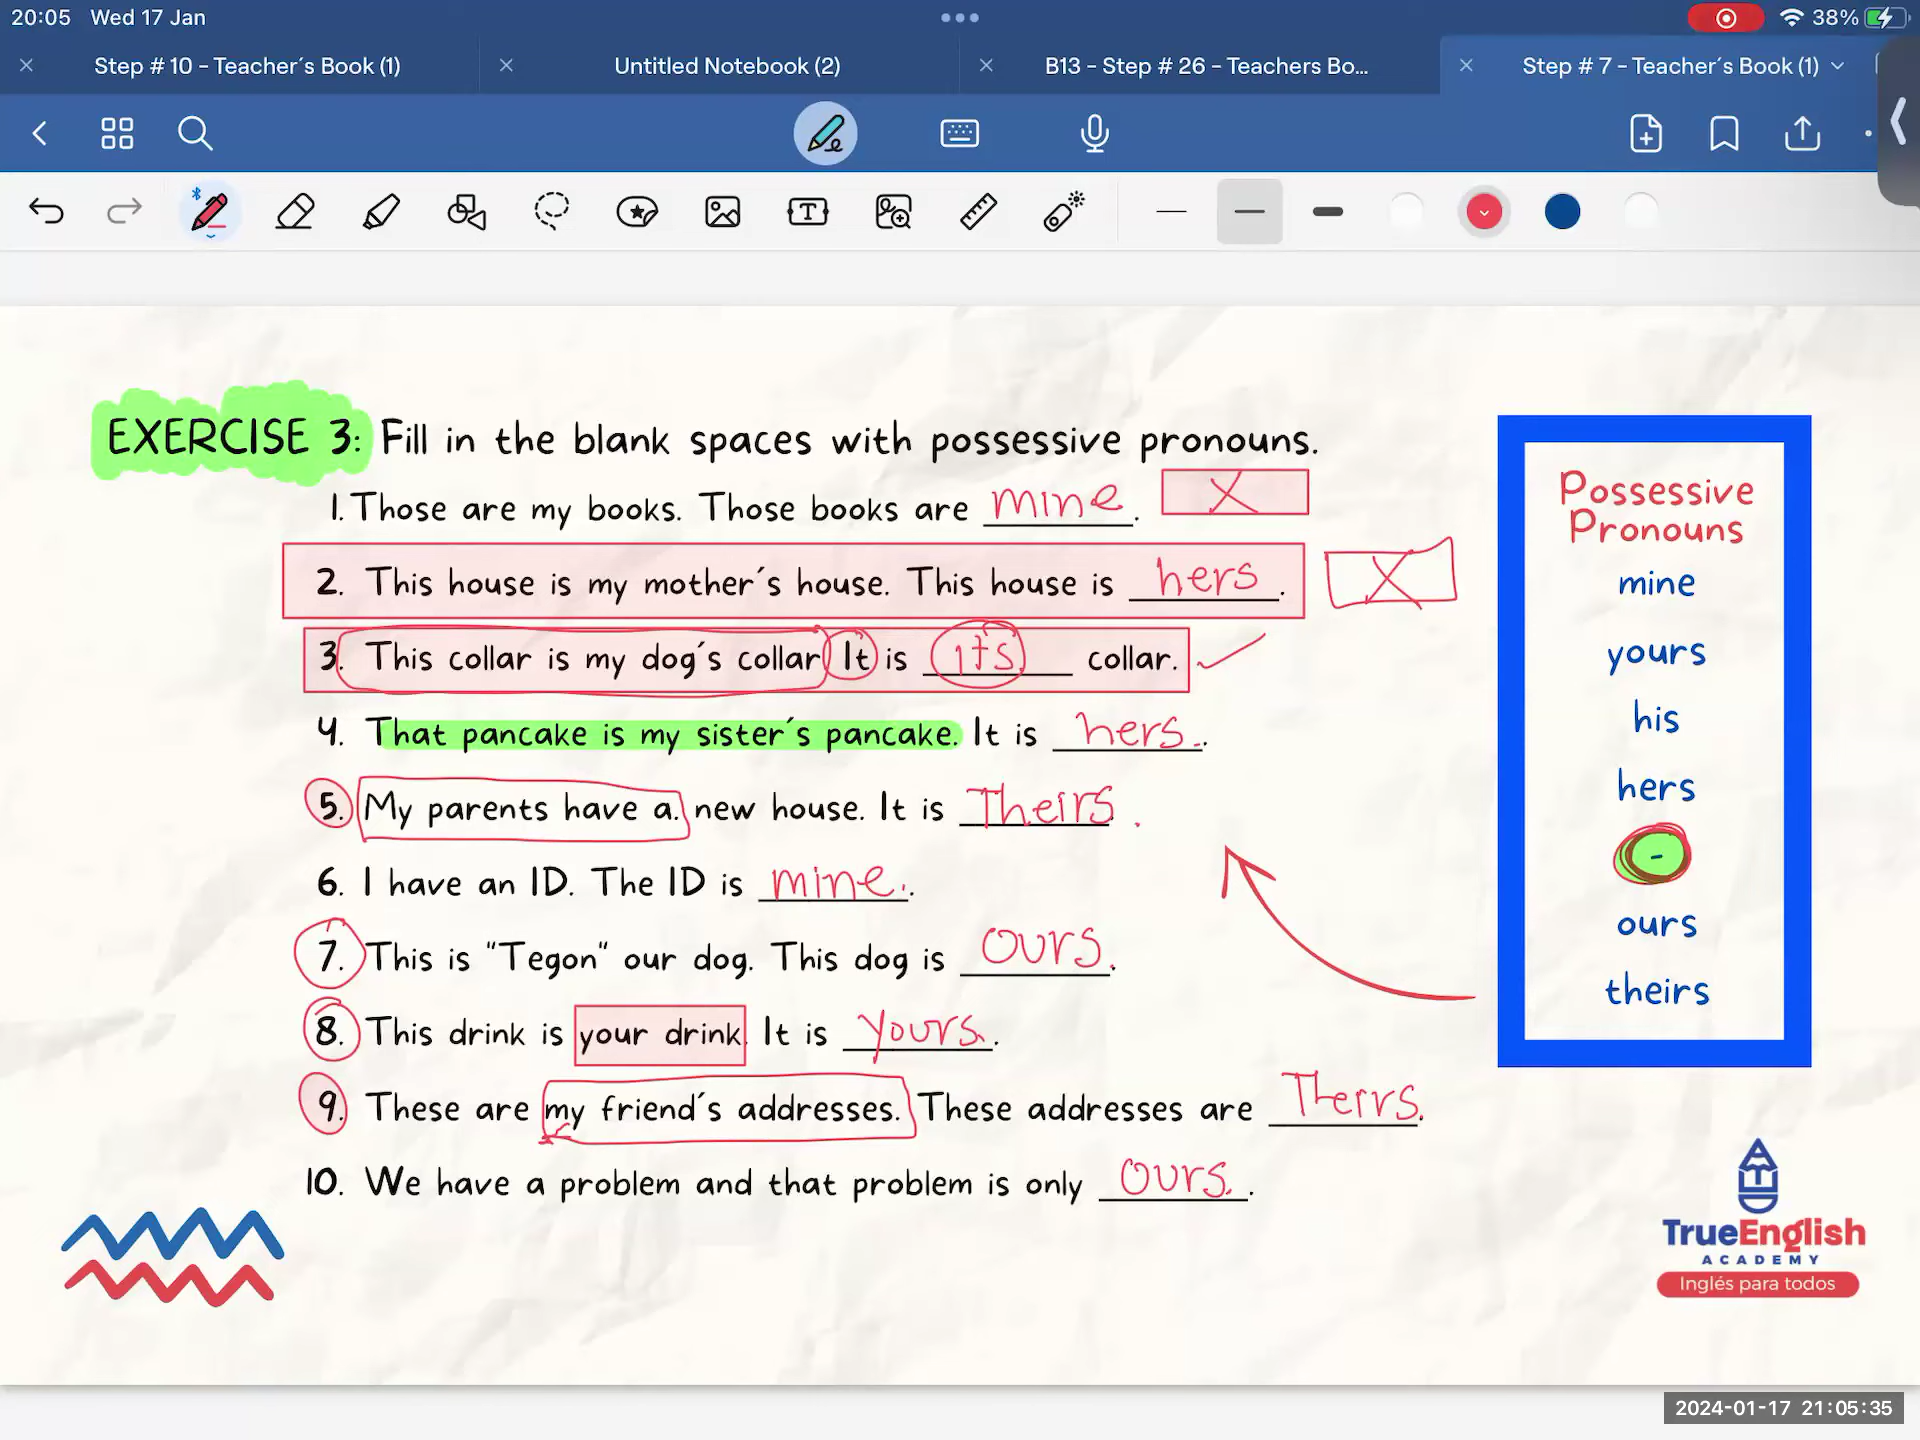 20:05 Wed 17 Jan
38%
Step # 10 - Teacher´s Book (1)
Untitled Notebook (2)
B13 - Step # 26 - Teachers Bo...
Step # 7 - Teacher´s Book (1)
EXERCISE 3: Fill in the blank spaces with possessive pronouns.
1. Those are my books. Those books are mine. X
2. This house is my mother´s house. This house is hers. X
3. This collar is my dog´s collar It is it's collar.
4. That pancake is my sister´s pancake. It is hers.
5. My parents have a. new house. It is Theirs.
6. I have an ID. The ID is mine.
7. This is "Tegon" our dog. This dog is ours.
8. This drink is your drink. It is yours.
9. These are my friend´s addresses. These addresses are Theirs.
10. We have a problem and that problem is only ours.
Possessive
Pronouns
mine
yours
his
hers
-
ours
theirs
TrueEnglish
ACADEMY
Inglés para todos
2024-01-17 21:05:35